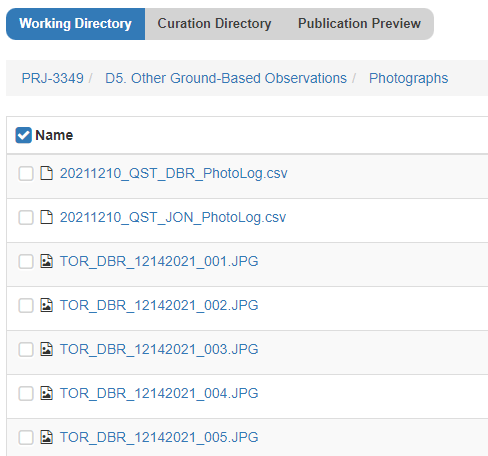 Working Directory Curation Directory Publication Preview
PRJ-3349 / D5. Other Ground-Based Observations / Photographs
Name
20211210_QST_DBR_PhotoLog.csv
20211210_QST_JON_PhotoLog.csv
TOR_DBR_12142021_001.JPG
TOR_DBR_12142021_002.JPG
TOR_DBR_12142021_003.JPG
TOR_DBR_12142021_004.JPG
TOR_DBR_12142021_005.JPG